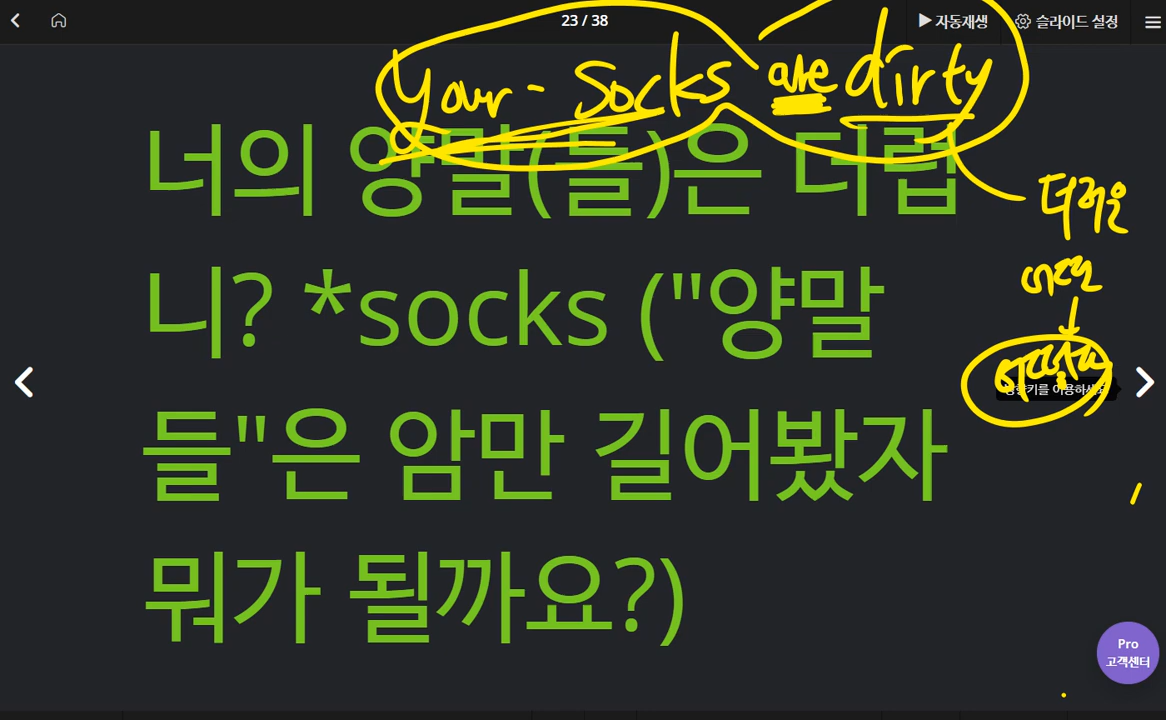 23 / 38
▶ 자동재생
슬라이드 설정
Your socks are dirty
너의 양말(들)은 더럽
니? *socks ("양말
들"은 암만 길어봤자
뭐가 될까요?)
더러운
Pro
고객센터